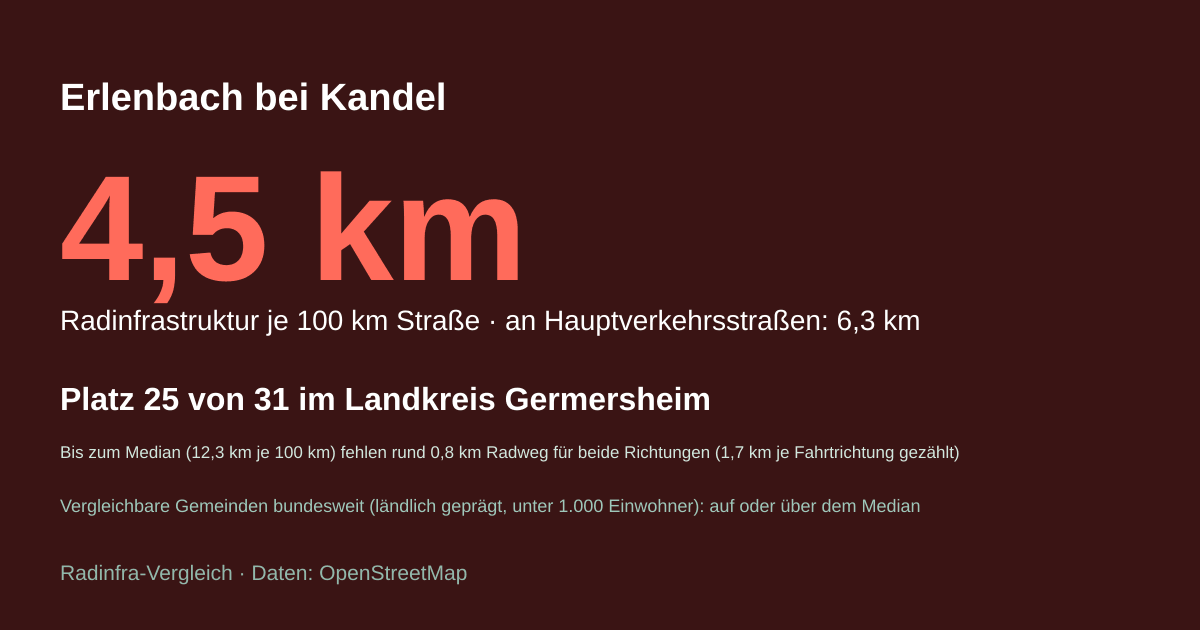 Erlenbach bei Kandel
4,5 km
Radinfrastruktur je 100 km Straße · an Hauptverkehrsstraßen: 6,3 km
Platz 25 von 31 im Landkreis Germersheim
Bis zum Median (12,3 km je 100 km) fehlen rund 0,8 km Radweg für beide Richtungen (1,7 km je Fahrtrichtung gezählt)
Vergleichbare Gemeinden bundesweit (ländlich geprägt, unter 1.000 Einwohner): auf oder über dem Median
Radinfra-Vergleich · Daten: OpenStreetMap